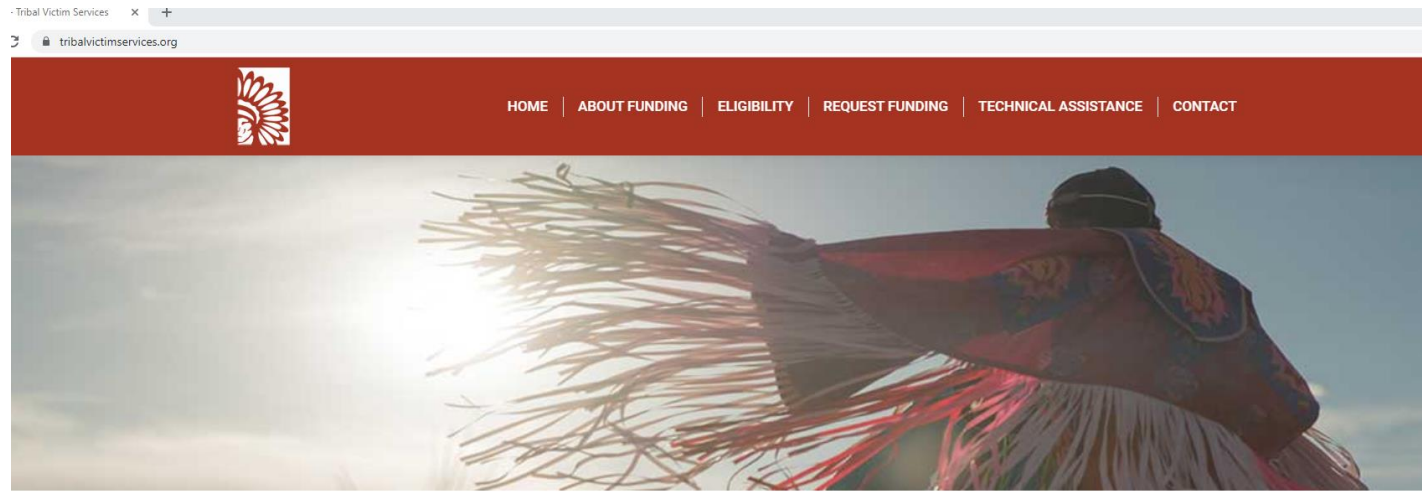 - Tribal Victim Services
tribalvictimservices.org
HOME ABOUT FUNDING ELIGIBILITY REQUEST FUNDING TECHNICAL ASSISTANCE CONTACT